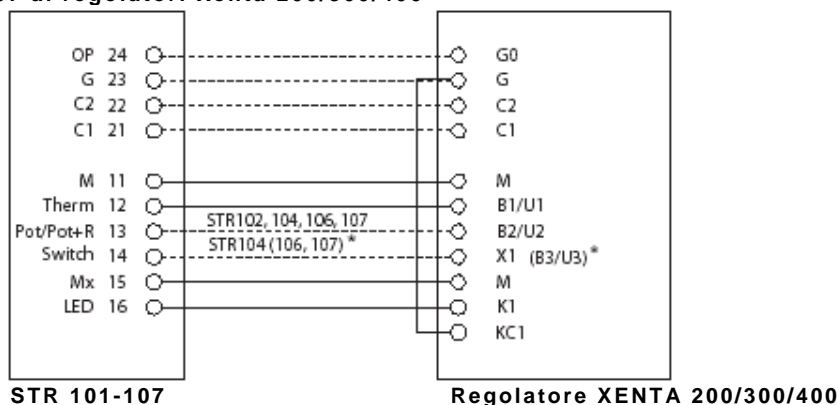 OP 24 G0
G 23 G
C2 22 C2
C1 21 C1
M 11 M
Therm 12 B1/U1
Pot/Pot+R 13 STR102, 104, 106, 107 B2/U2
Switch 14 STR104 (106, 107) * X1 (B3/U3)*
Mx 15 M
LED 16 K1
KC1
STR 101-107 Regolatore XENTA 200/300/400